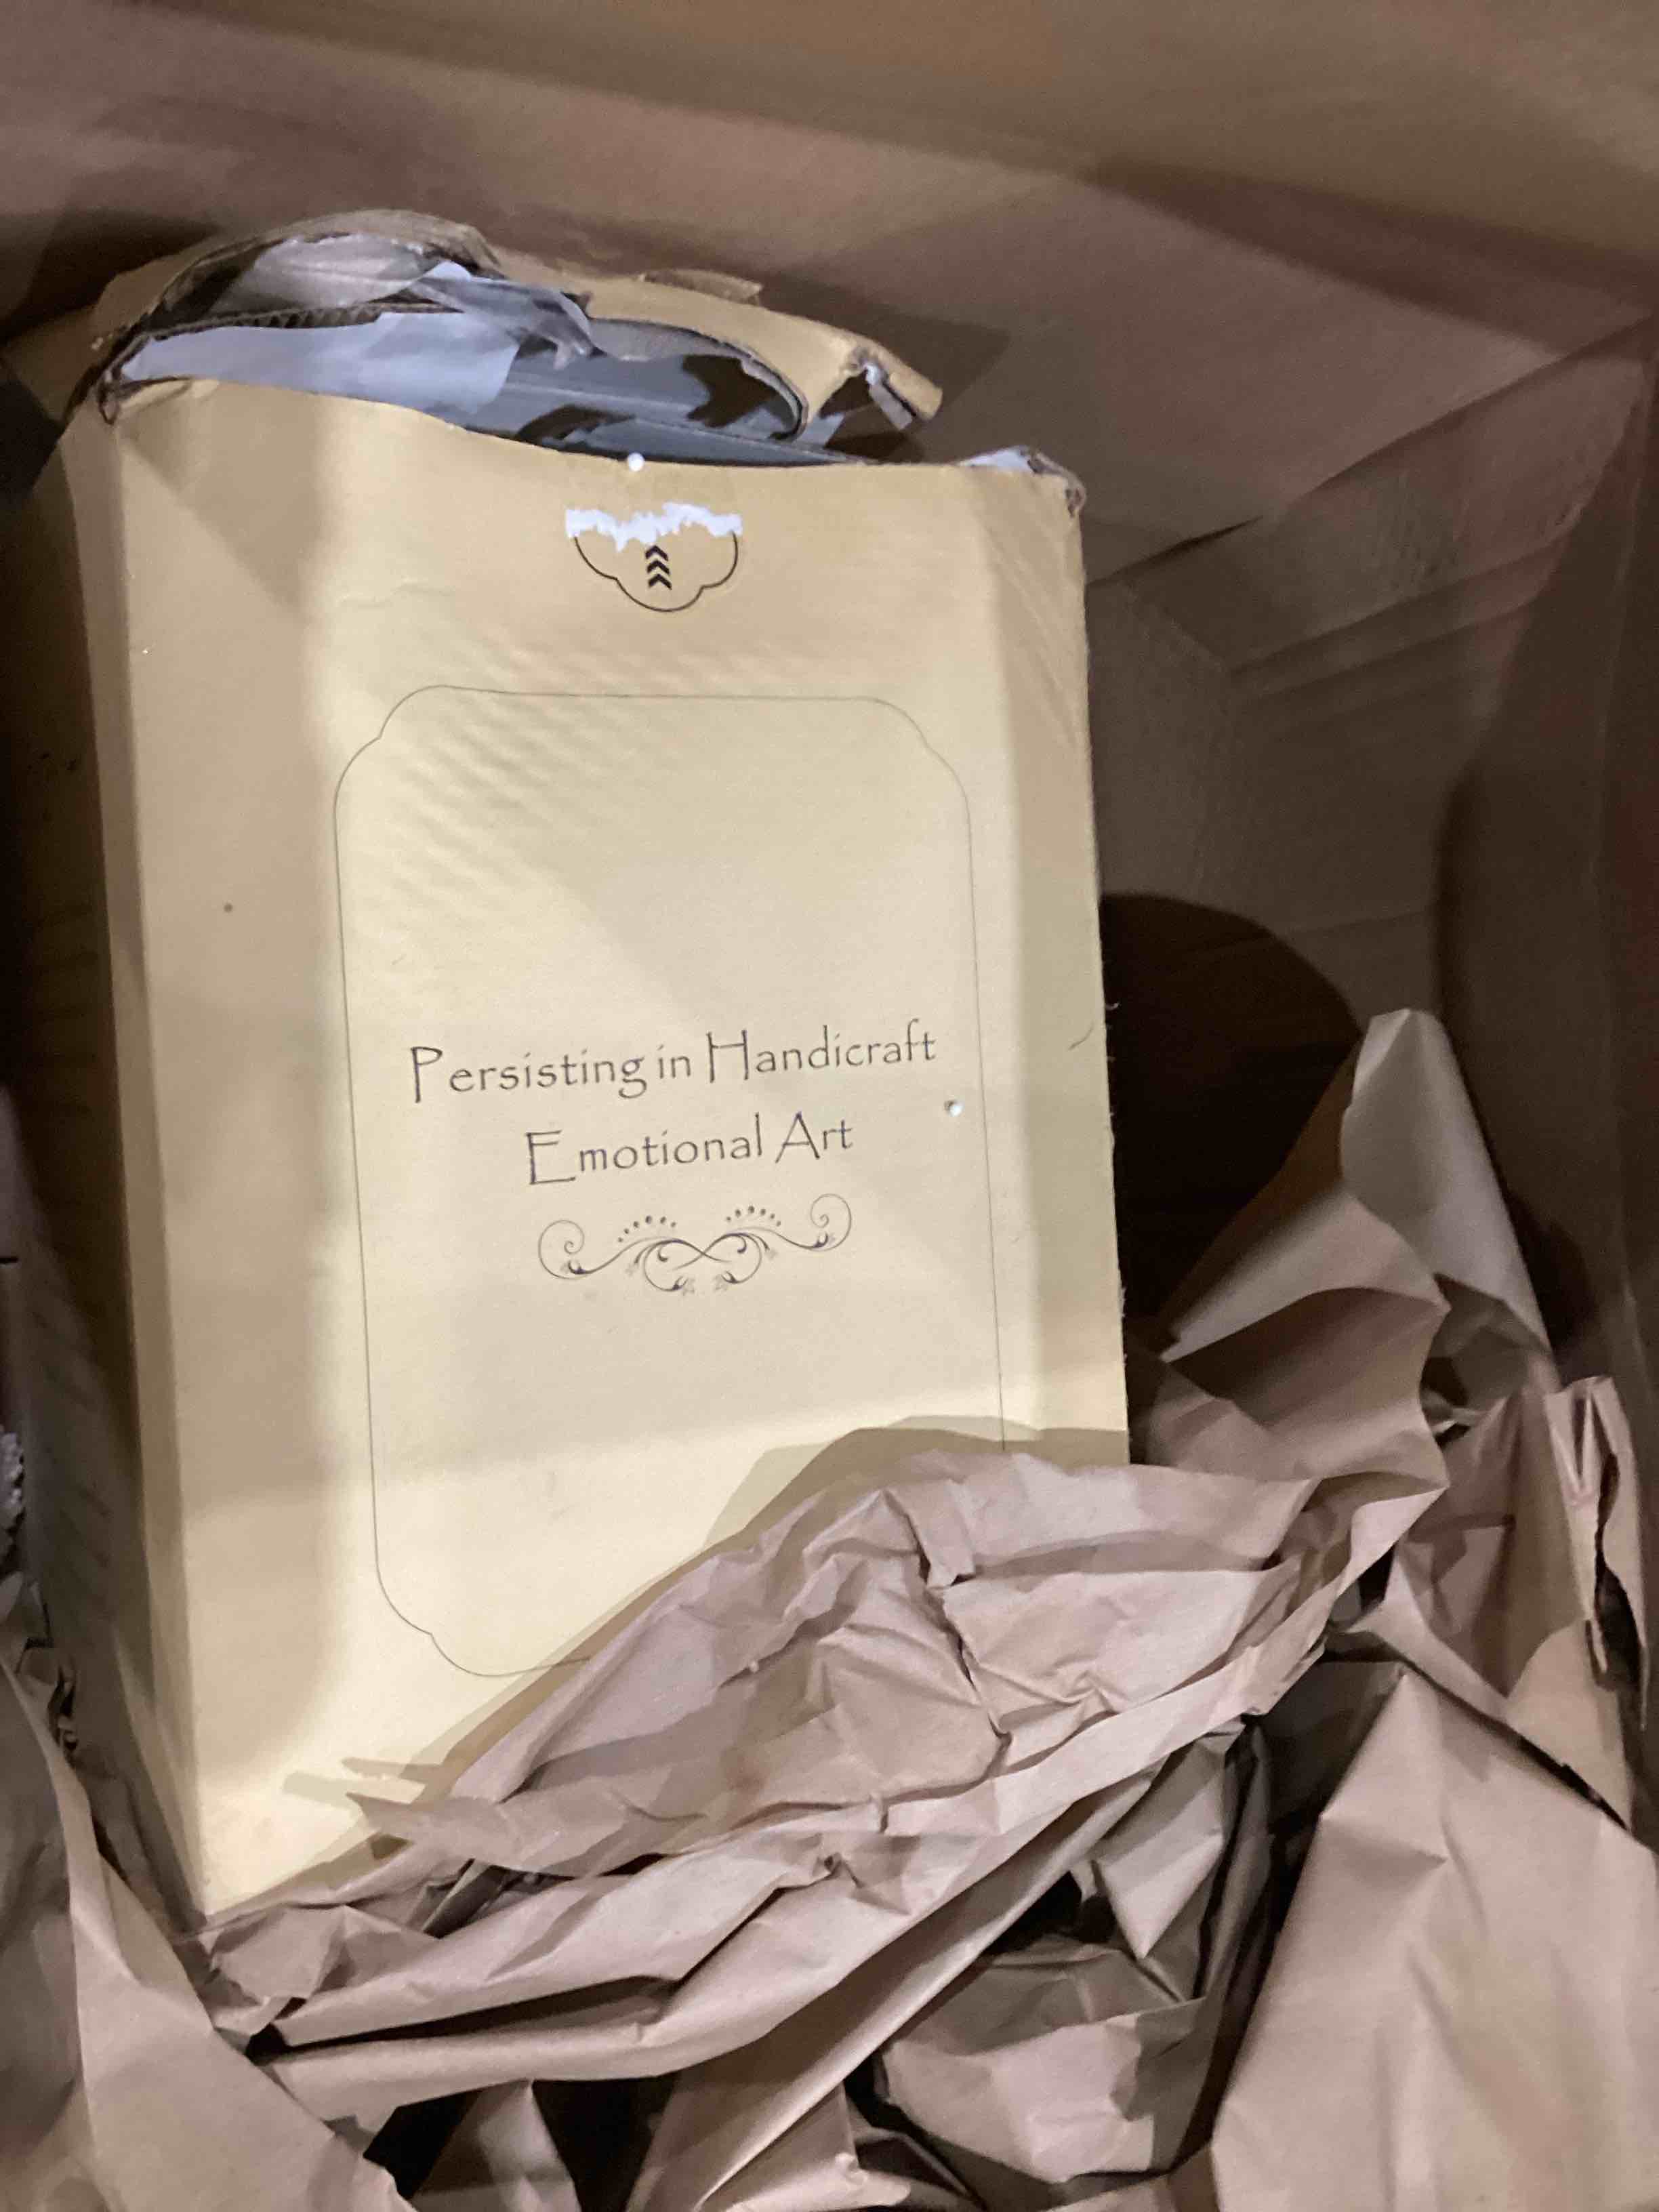 Persisting in Handicraft
Emotional Art